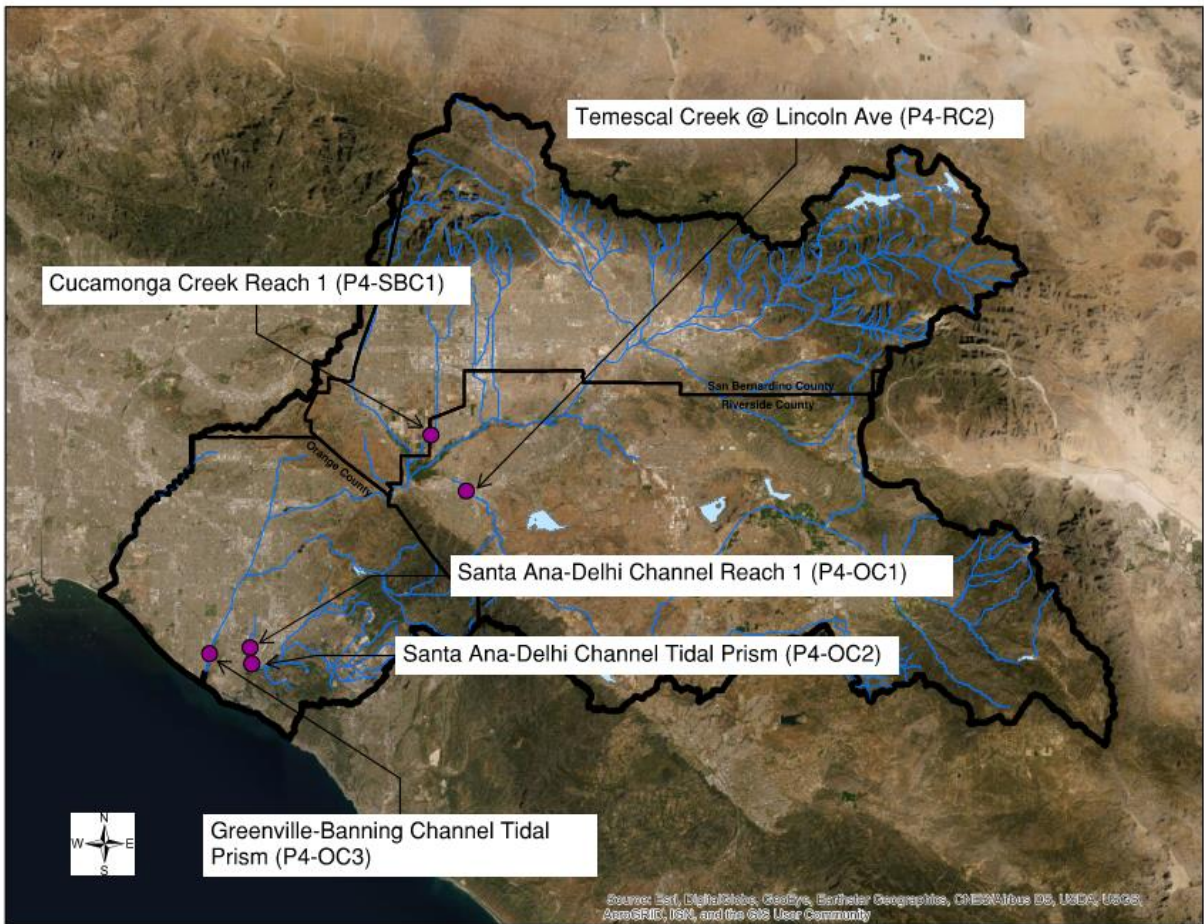 Temescal Creek @ Lincoln Ave (P4-RC2)
Cucamonga Creek Reach 1 (P4-SBC1)
San Bernardino County
Riverside County
Orange County
Santa Ana-Delhi Channel Reach 1 (P4-OC1)
Santa Ana-Delhi Channel Tidal Prism (P4-OC2)
N
W E
S
Greenville-Banning Channel Tidal
Prism (P4-OC3)
Source: Esri, DigitalGlobe, GeoEye, Earthstar Geographics, CNES/Airbus DS, USDA, USGS,
AeroGRID, IGN, and the GIS User Community